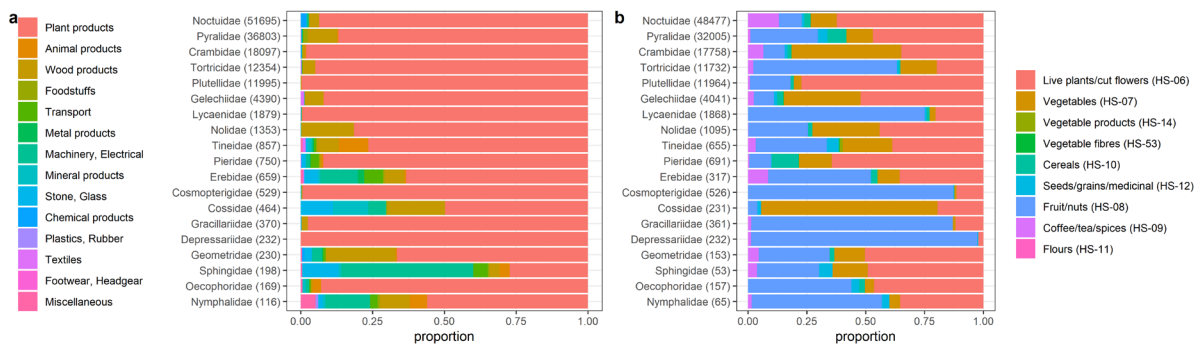 a
Plant products
Animal products
Wood products
Foodstuffs
Transport
Metal products
Machinery, Electrical
Mineral products
Stone, Glass
Chemical products
Plastics, Rubber
Textiles
Footwear, Headgear
Miscellaneous
Noctuidae (51695)
Pyralidae (36803)
Crambidae (18097)
Tortricidae (12354)
Plutellidae (11995)
Gelechiidae (4390)
Lycaenidae (1879)
Nolidae (1353)
Tineidae (857)
Pieridae (750)
Erebidae (659)
Cosmopterigidae (529)
Cossidae (464)
Gracillariidae (370)
Depressariidae (232)
Geometridae (230)
Sphingidae (198)
Oecophoridae (169)
Nymphalidae (116)
0.00 0.25 0.50 0.75 1.00
proportion
b
Noctuidae (48477)
Pyralidae (32005)
Crambidae (17758)
Tortricidae (11732)
Plutellidae (11964)
Gelechiidae (4041)
Lycaenidae (1868)
Nolidae (1095)
Tineidae (655)
Pieridae (691)
Erebidae (317)
Cosmopterigidae (526)
Cossidae (231)
Gracillariidae (361)
Depressariidae (232)
Geometridae (153)
Sphingidae (53)
Oecophoridae (157)
Nymphalidae (65)
0.00 0.25 0.50 0.75 1.00
proportion
Live plants/cut flowers (HS-06)
Vegetables (HS-07)
Vegetable products (HS-14)
Vegetable fibres (HS-53)
Cereals (HS-10)
Seeds/grains/medicinal (HS-12)
Fruit/nuts (HS-08)
Coffee/tea/spices (HS-09)
Flours (HS-11)